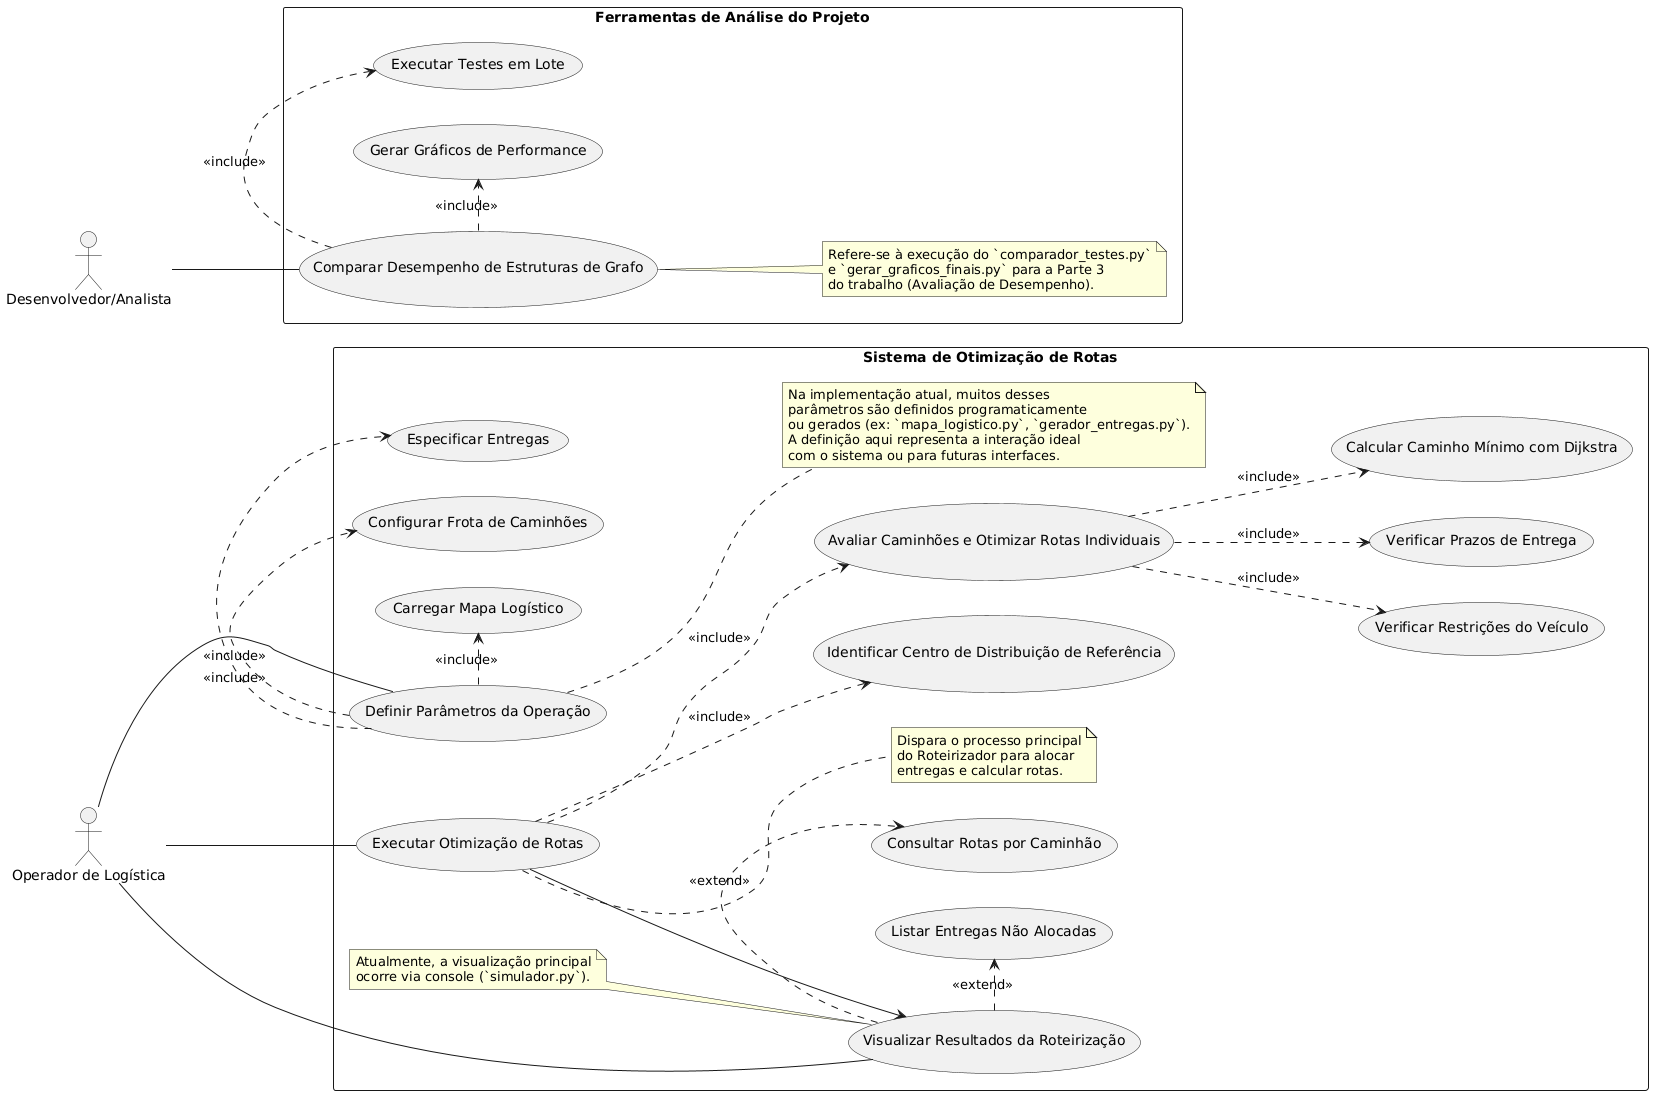 Ferramentas de Análise do Projeto
Executar Testes em Lote
«include»
Gerar Gráficos de Performance
«include»
Comparar Desempenho de Estruturas de Grafo
Refere-se à execução do `comparador_testes.py`
e `gerar_graficos_finais.py` para a Parte 3
do trabalho (Avaliação de Desempenho).
Desenvolvedor/Analista
Sistema de Otimização de Rotas
Na implementação atual, muitos desses
parâmetros são definidos programaticamente
ou gerados (ex: `mapa_logistico.py`, `gerador_entregas.py`).
A definição aqui representa a interação ideal
com o sistema ou para futuras interfaces.
Especificar Entregas
Configurar Frota de Caminhões
Carregar Mapa Logístico
«include»
«include»
«include»
Definir Parâmetros da Operação
Avaliar Caminhões e Otimizar Rotas Individuais
«include»
Calcular Caminho Mínimo com Dijkstra
«include»
Verificar Prazos de Entrega
«include»
Verificar Restrições do Veículo
«include»
Identificar Centro de Distribuição de Referência
«include»
Dispara o processo principal
do Roteirizador para alocar
entregas e calcular rotas.
Executar Otimização de Rotas
Operador de Logística
Consultar Rotas por Caminhão
«extend»
Listar Entregas Não Alocadas
«extend»
Atualmente, a visualização principal
ocorre via console (`simulador.py`).
Visualizar Resultados da Roteirização